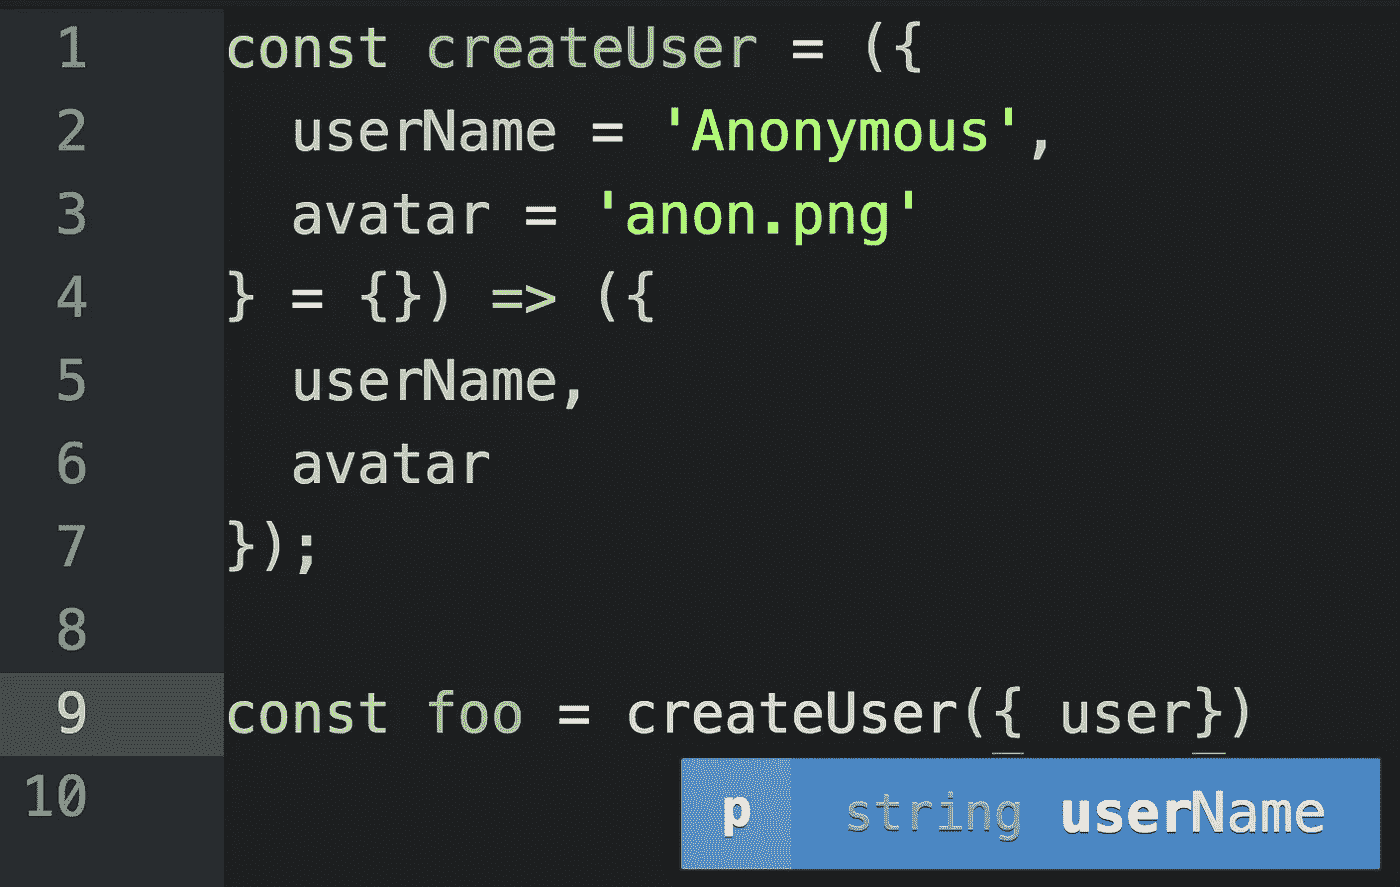 1 const createUser = ({
2   userName = 'Anonymous',
3   avatar = 'anon.png'
4 } = {}) => ({
5   userName,
6   avatar
7 });
8
9 const foo = createUser({ user})
10
p string userName